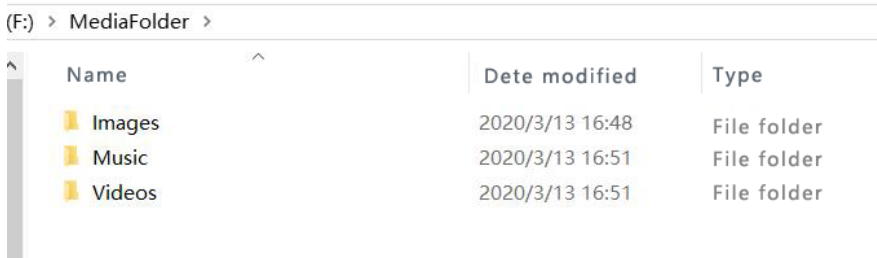 (F:) > MediaFolder >
Name Dete modified Type
Images 2020/3/13 16:48 File folder
Music 2020/3/13 16:51 File folder
Videos 2020/3/13 16:51 File folder